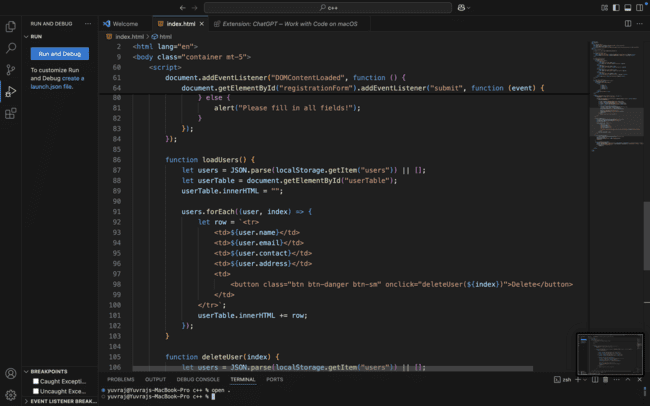 c++
RUN AND DEBUG
Welcome
index.html
Extension: ChatGPT — Work with Code on macOS
RUN
index.html > html
Run and Debug
To customize Run
and Debug create a
launch.json file.
2 <html lang="en">
9 <body class="container mt-5">
60 <script>
61 document.addEventListener("DOMContentLoaded", function () {
64 document.getElementById("registrationForm").addEventListener("submit", function (event) {
80 } else {
81 alert("Please fill in all fields!");
82 }
83 });
84 });
85
86 function loadUsers() {
87 let users = JSON.parse(localStorage.getItem("users")) || [];
88 let userTable = document.getElementById("userTable");
89 userTable.innerHTML = "";
90
91 users.forEach((user, index) => {
92 let row = `<tr>
93 <td>${user.name}</td>
94 <td>${user.email}</td>
95 <td>${user.contact}</td>
96 <td>${user.address}</td>
97 <td>
98 <button class="btn btn-danger btn-sm" onclick="deleteUser(${index})">Delete</button>
99 </td>
100 </tr>`;
101 userTable.innerHTML += row;
102 });
103 }
104
105 function deleteUser(index) {
106 let users = JSON.parse(localStorage.getItem("users")) || [];
BREAKPOINTS
Caught Excepti...
Uncaught Exce...
EVENT LISTENER BREAK...
PROBLEMS OUTPUT DEBUG CONSOLE TERMINAL PORTS
zsh
yuvraj@Yuvrajs-MacBook-Pro c++ % open .
yuvraj@Yuvrajs-MacBook-Pro c++ %